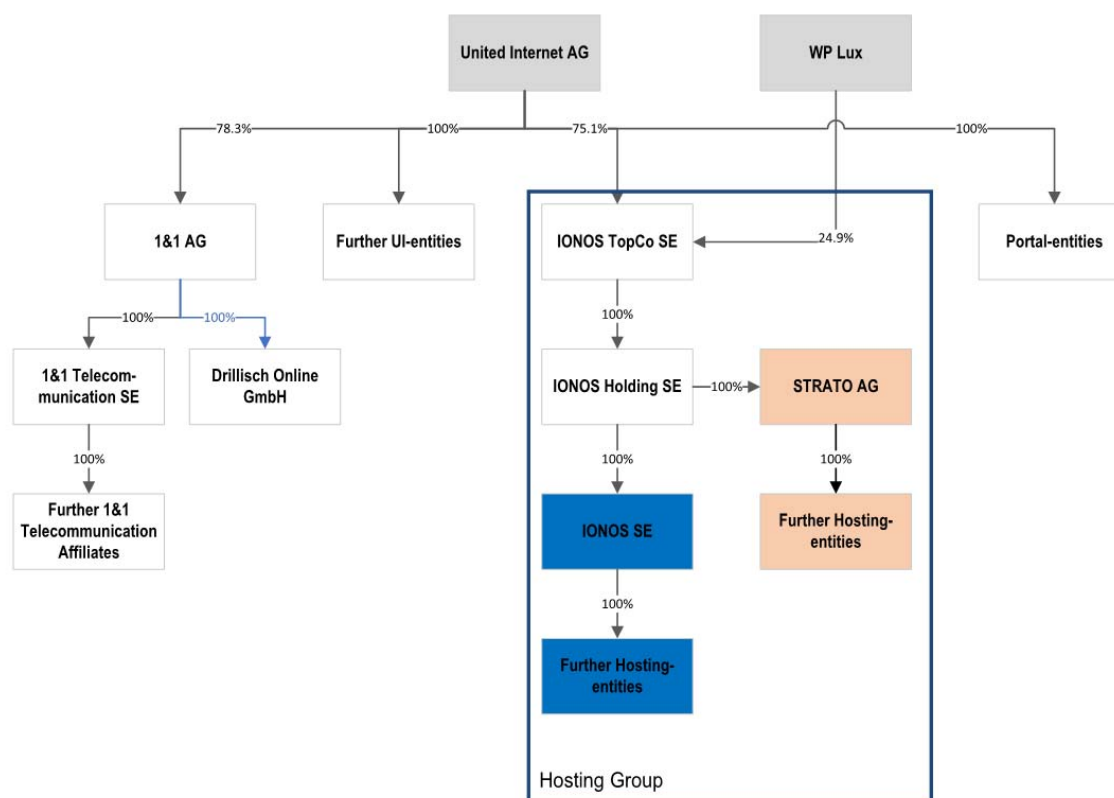 United Internet AG
WP Lux
78.3%
100%
75.1%
100%
1&1 AG
Further UI-entities
IONOS TopCo SE
24.9%
Portal-entities
100%
100%
100%
1&1 Telecom-
munication SE
Drillisch Online
GmbH
IONOS Holding SE
100%
STRATO AG
100%
100%
100%
Further 1&1
Telecommunication
Affiliates
IONOS SE
Further Hosting-
entities
100%
Further Hosting-
entities
Hosting Group